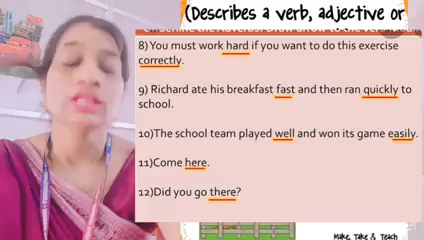 (Describes a verb, adjective or
8) You must work hard if you want to do this exercise
correctly.
9) Richard ate his breakfast fast and then ran quickly to
school.
10)The school team played well and won its game easily.
11)Come here.
12)Did you go there?
Make, Take & Teach